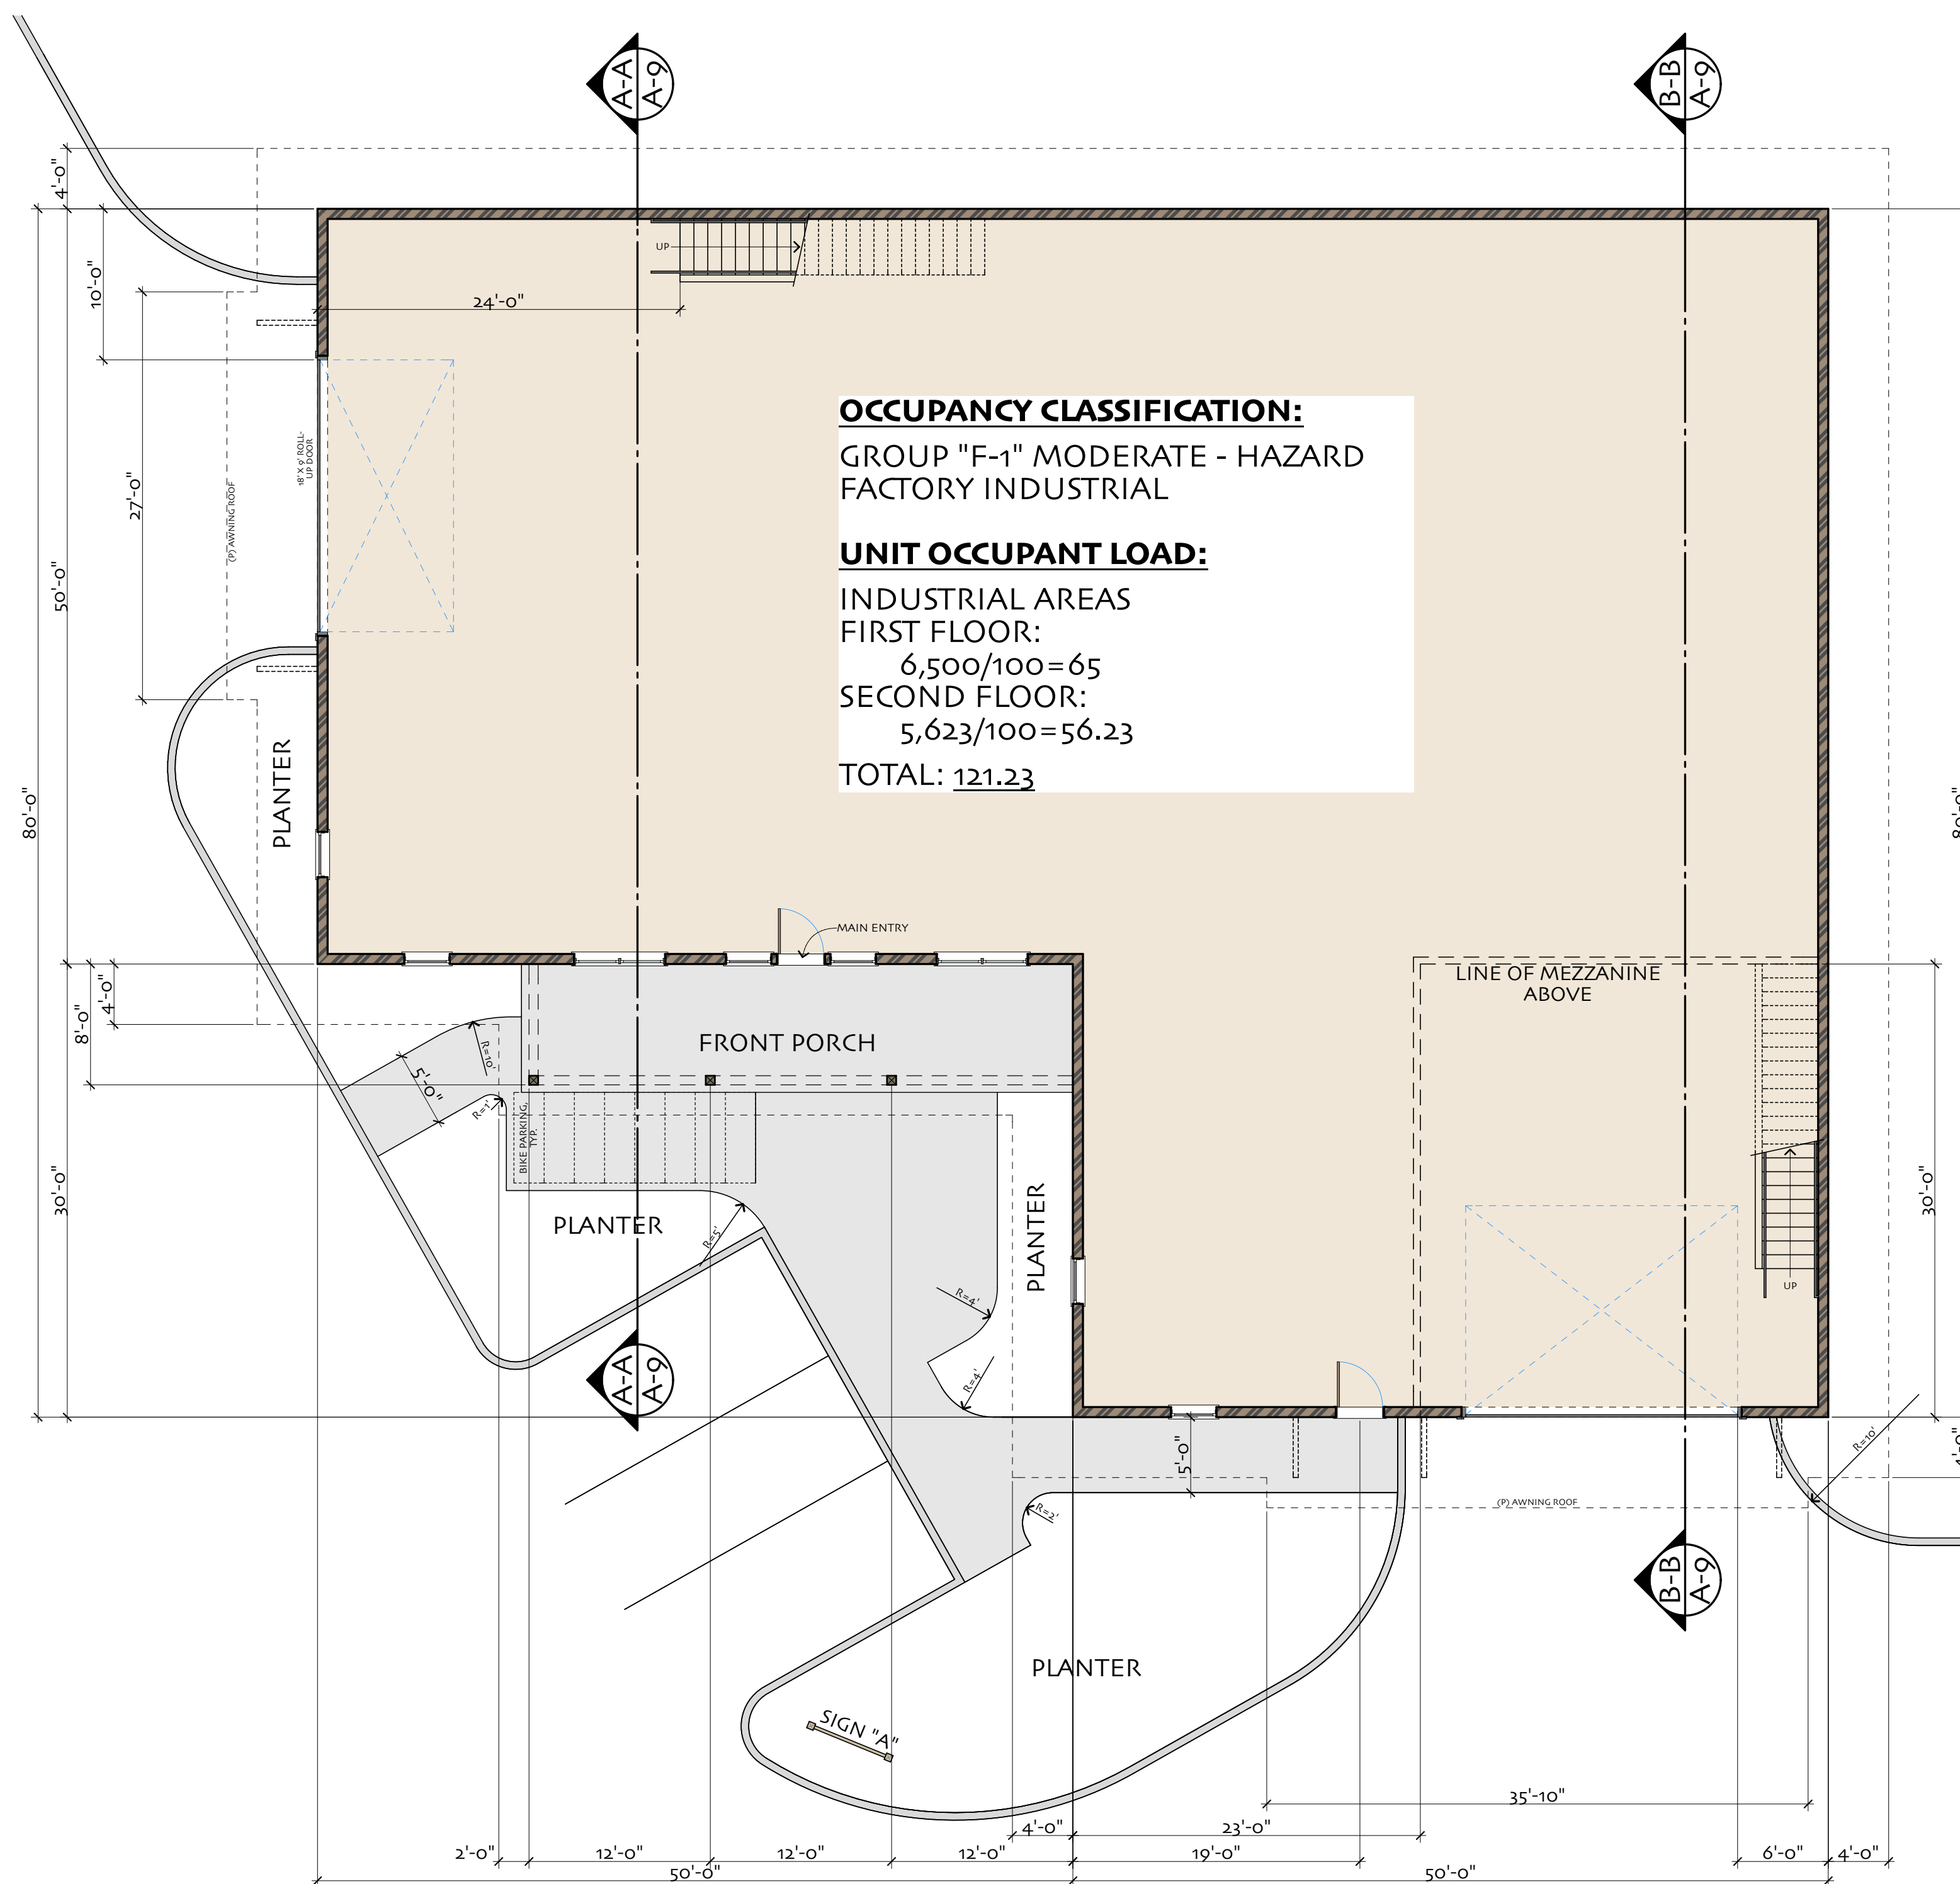 A-A
A-9
B-B
A-9
4'-0"
10'-0"
UP
24'-0"
27'-0"
50'-0"
80'-0"
80'-0"
18' X 9' ROLL-
UP DOOR
(P) AWNING ROOF
OCCUPANCY CLASSIFICATION:
GROUP "F-1" MODERATE - HAZARD
FACTORY INDUSTRIAL
UNIT OCCUPANT LOAD:
INDUSTRIAL AREAS
FIRST FLOOR:
6,500/100=65
SECOND FLOOR:
5,623/100=56.23
TOTAL: 121.23
PLANTER
MAIN ENTRY
LINE OF MEZZANINE
ABOVE
4'-0"
8'-0"
FRONT PORCH
R=10'
5'-0"
R=1'
BIKE PARKING,
TYP.
30'-0"
30'-0"
PLANTER
PLANTER
R=5'
R=4'
R=4'
UP
A-A
A-9
5'-0"
R=10'
4'-0"
R=2'
(P) AWNING ROOF
B-B
A-9
PLANTER
SIGN "A"
35'-10"
4'-0"
23'-0"
2'-0"
12'-0"
12'-0"
12'-0"
19'-0"
6'-0"
4'-0"
50'-0"
50'-0"